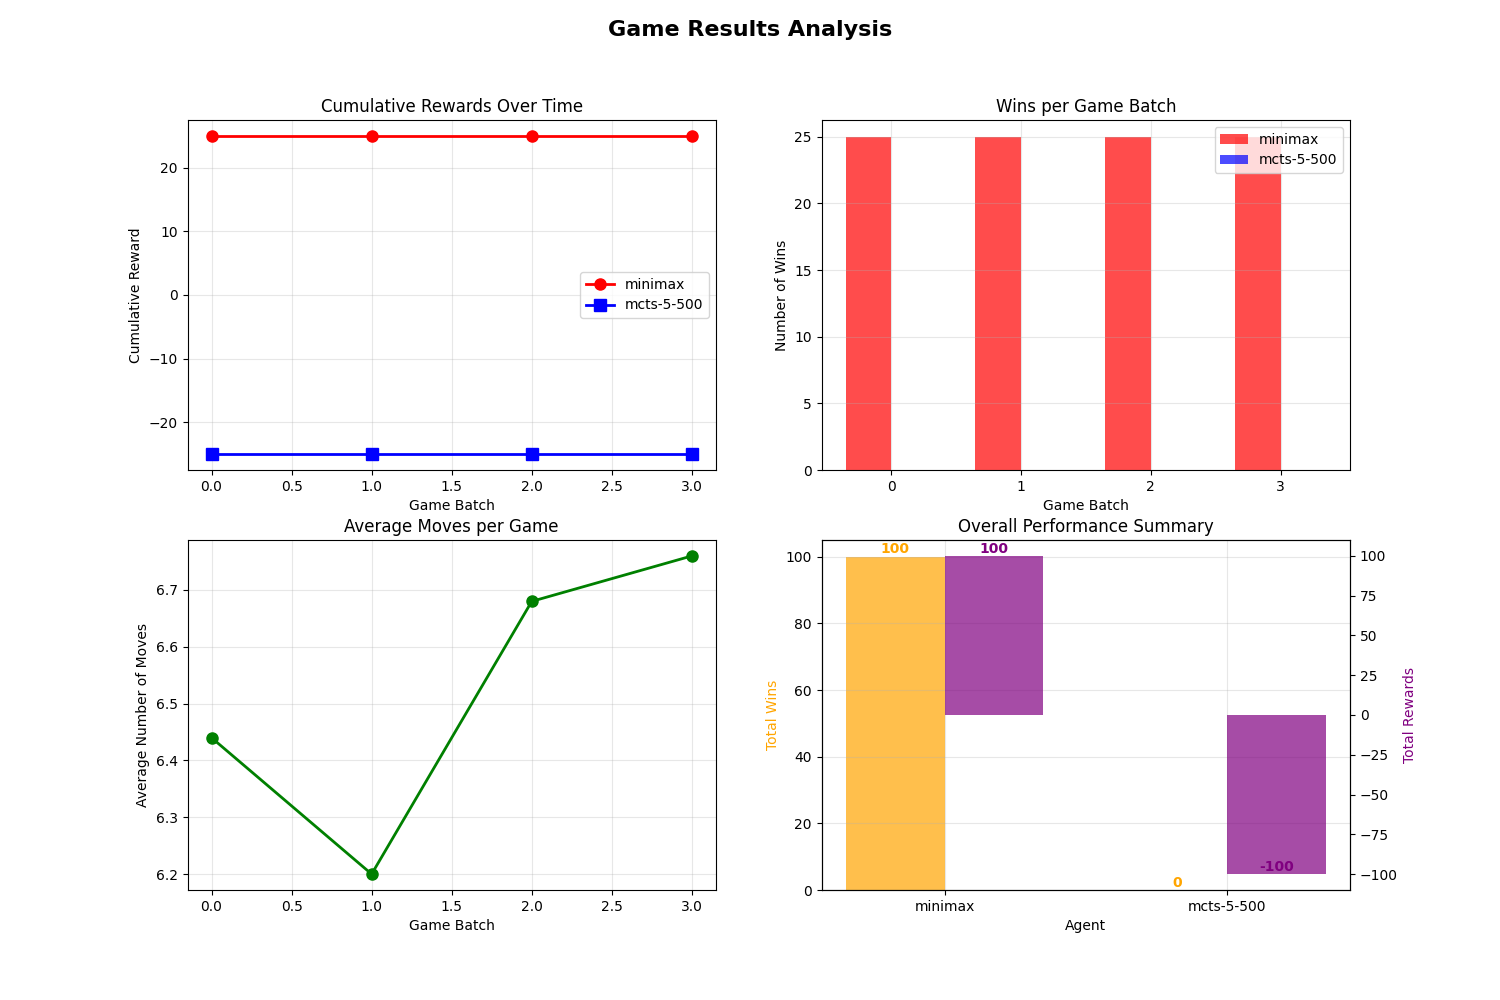 Game Results Analysis
Cumulative Rewards Over Time
Cumulative Reward
20
10
0
−10
−20
minimax
mcts-5-500
0.0 0.5 1.0 1.5 2.0 2.5 3.0
Game Batch
Wins per Game Batch
Number of Wins
25
20
15
10
5
0
minimax
mcts-5-500
0 1 2 3
Game Batch
Average Moves per Game
Average Number of Moves
6.7
6.6
6.5
6.4
6.3
6.2
0.0 0.5 1.0 1.5 2.0 2.5 3.0
Game Batch
Overall Performance Summary
Total Wins
100
80
60
40
20
0
100 100
0 -100
100
75
50
25
0
−25
−50
−75
−100
Total Rewards
minimax mcts-5-500
Agent